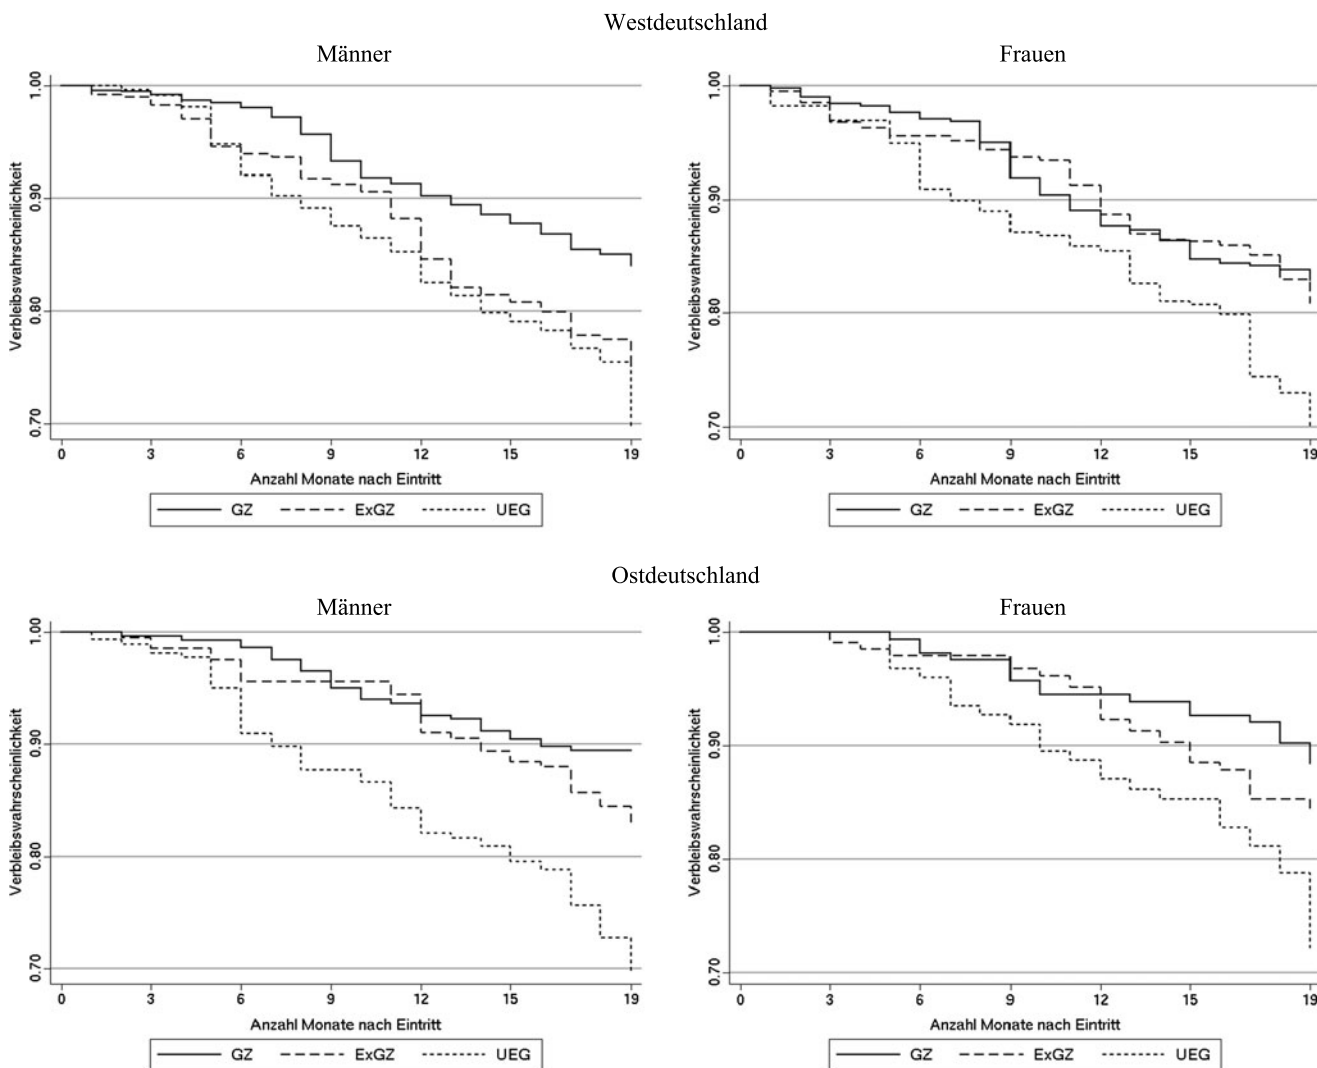 Westdeutschland
Männer
Verbleibswahrscheinlichkeit
1.00
0.90
0.80
0.70
0 3 6 9 12 15 19
Anzahl Monate nach Eintritt
GZ ExGZ UEG
Frauen
Verbleibswahrscheinlichkeit
1.00
0.90
0.80
0.70
0 3 6 9 12 15 19
Anzahl Monate nach Eintritt
GZ ExGZ UEG
Ostdeutschland
Männer
Verbleibswahrscheinlichkeit
1.00
0.90
0.80
0.70
0 3 6 9 12 15 19
Anzahl Monate nach Eintritt
GZ ExGZ UEG
Frauen
Verbleibswahrscheinlichkeit
1.00
0.90
0.80
0.70
0 3 6 9 12 15 19
Anzahl Monate nach Eintritt
GZ ExGZ UEG